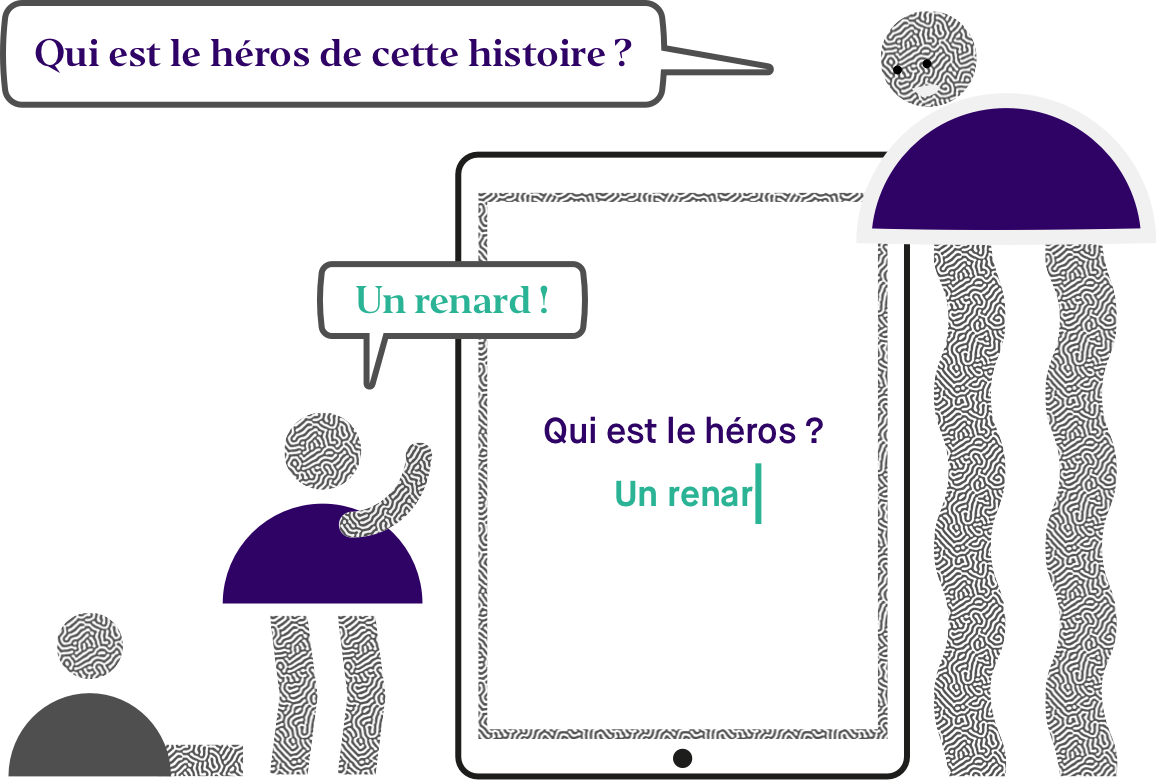 Qui est le héros de cette histoire ?
Un renard !
Qui est le héros ?
Un renar